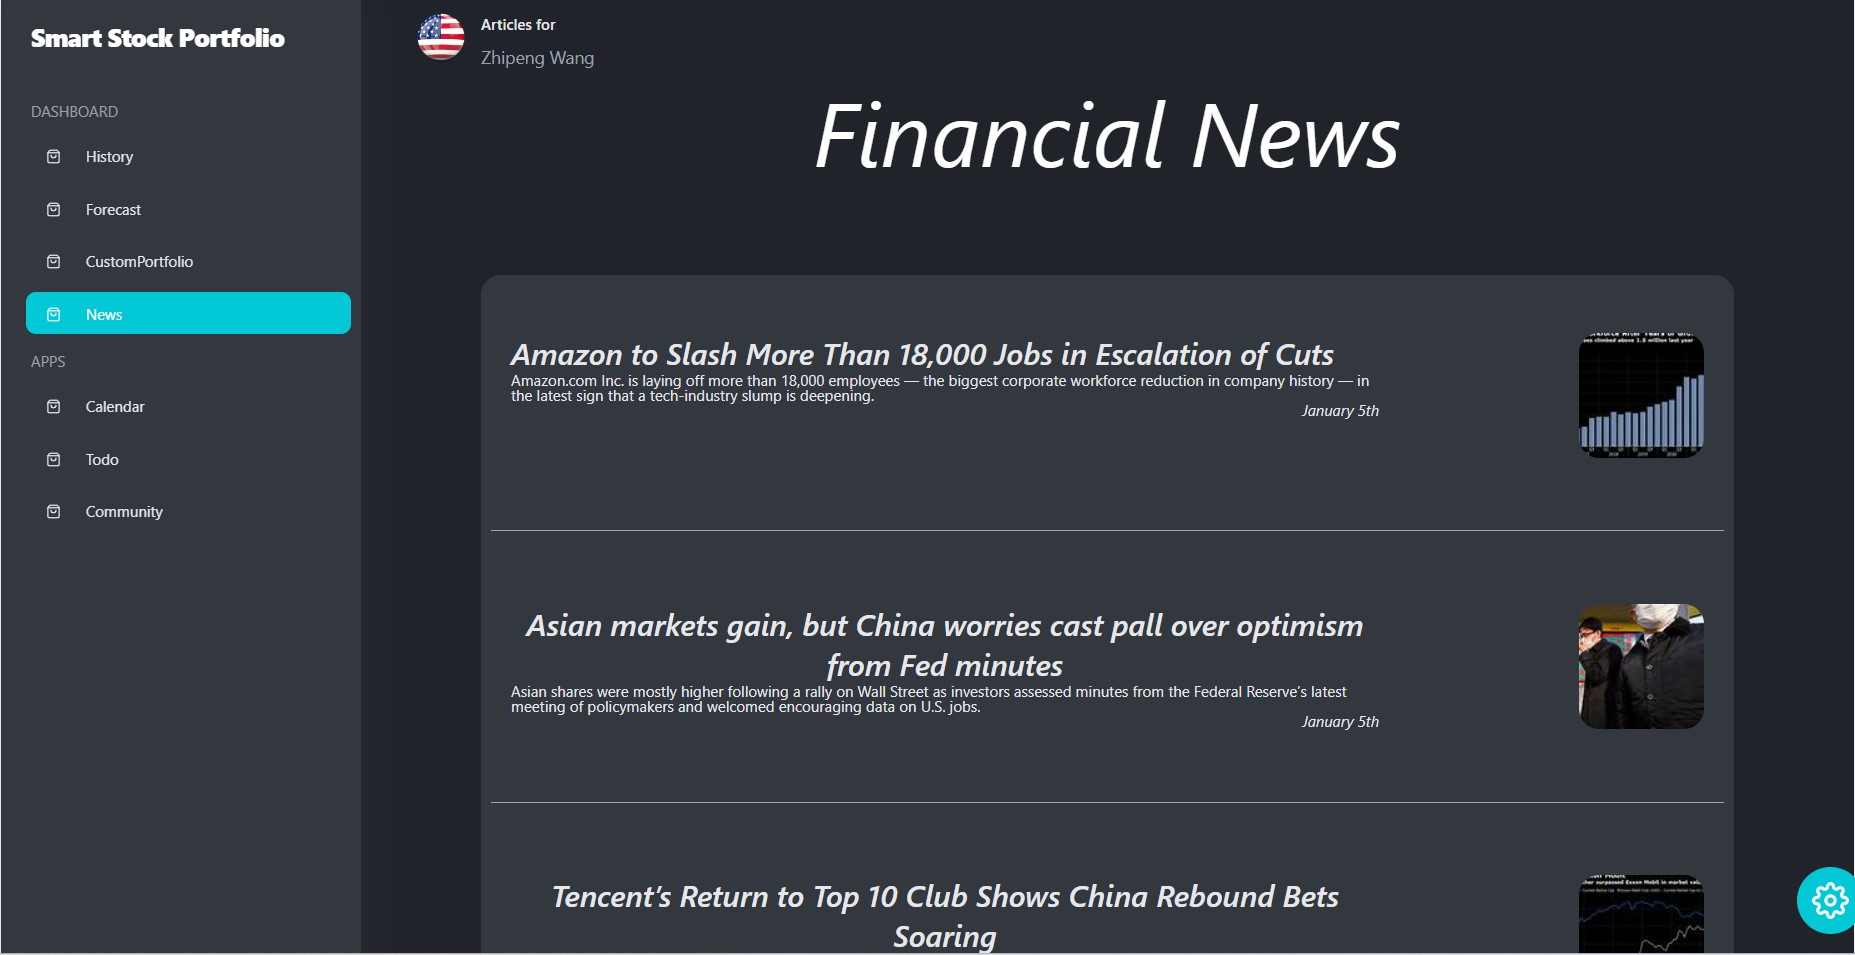 Smart Stock Portfolio
Articles for
Zhipeng Wang
DASHBOARD
History
Forecast
CustomPortfolio
News
APPS
Calendar
Todo
Community
Financial News
Amazon to Slash More Than 18,000 Jobs in Escalation of Cuts
Amazon.com Inc. is laying off more than 18,000 employees — the biggest corporate workforce reduction in company history — in
the latest sign that a tech-industry slump is deepening.
January 5th
Asian markets gain, but China worries cast pall over optimism
from Fed minutes
Asian shares were mostly higher following a rally on Wall Street as investors assessed minutes from the Federal Reserve’s latest
meeting of policymakers and welcomed encouraging data on U.S. jobs.
January 5th
Tencent’s Return to Top 10 Club Shows China Rebound Bets
Soaring